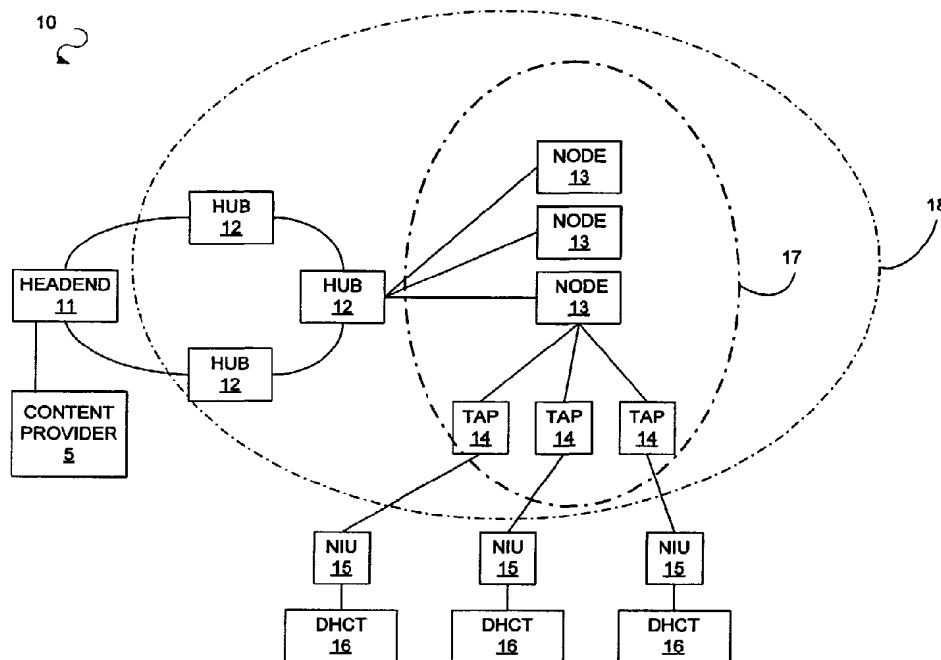 10
NODE
13
HUB
12
NODE
13
18
17
HEADEND
11
HUB
12
NODE
13
HUB
12
CONTENT
PROVIDER
5
TAP
14
TAP
14
TAP
14
NIU
15
NIU
15
NIU
15
DHCT
16
DHCT
16
DHCT
16